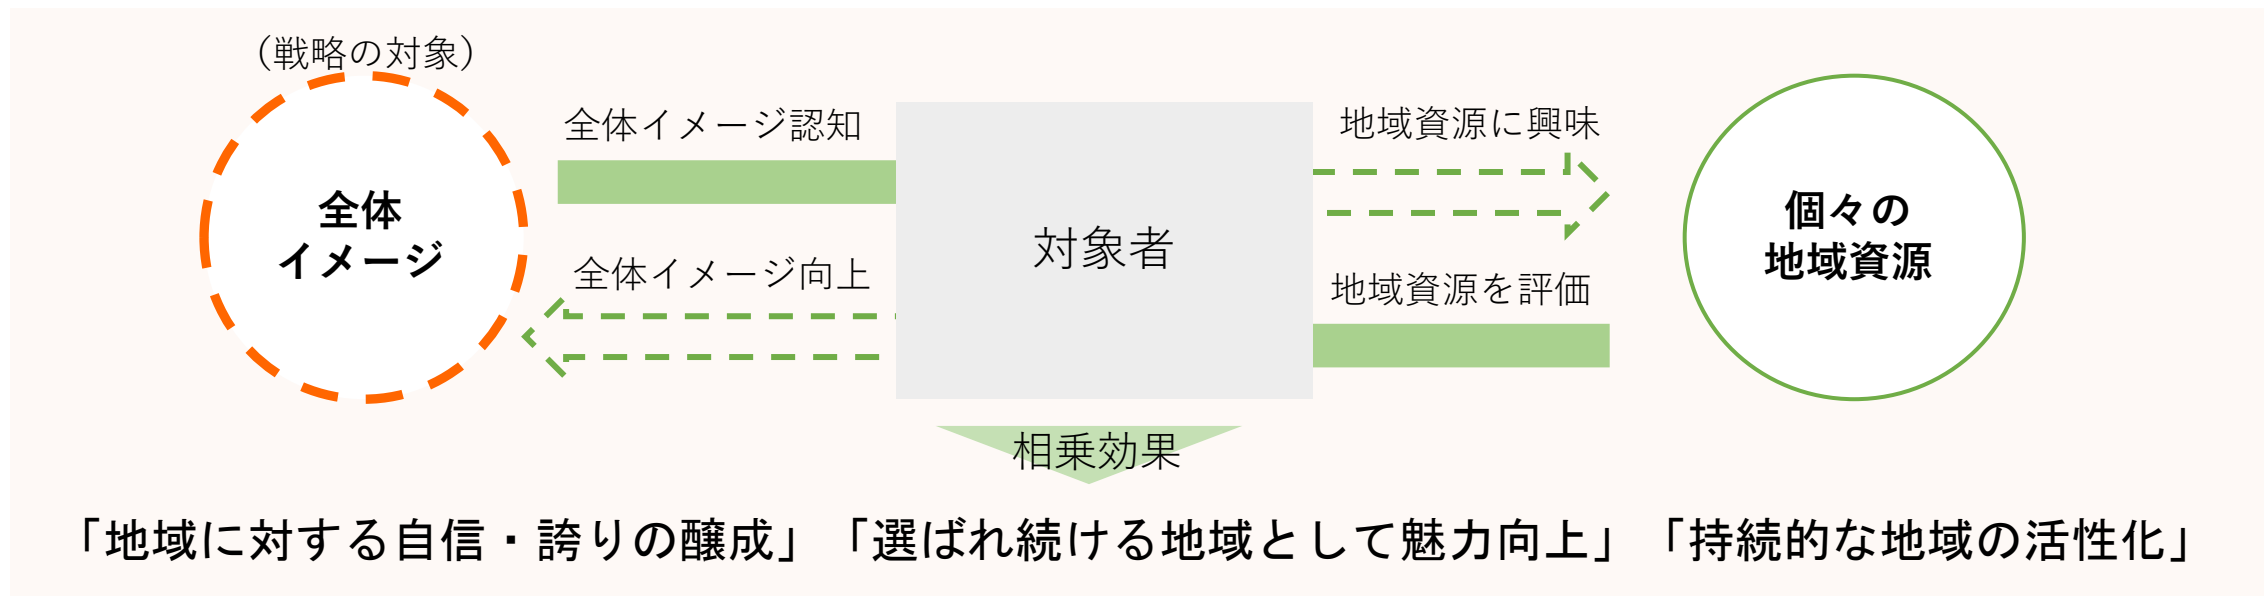 （戦略の対象）
全体
イメージ
全体イメージ認知
全体イメージ向上
対象者
地域資源に興味
地域資源を評価
個々の
地域資源
相乗効果
「地域に対する自信・誇りの醸成」「選ばれ続ける地域として魅力向上」「持続的な地域の活性化」